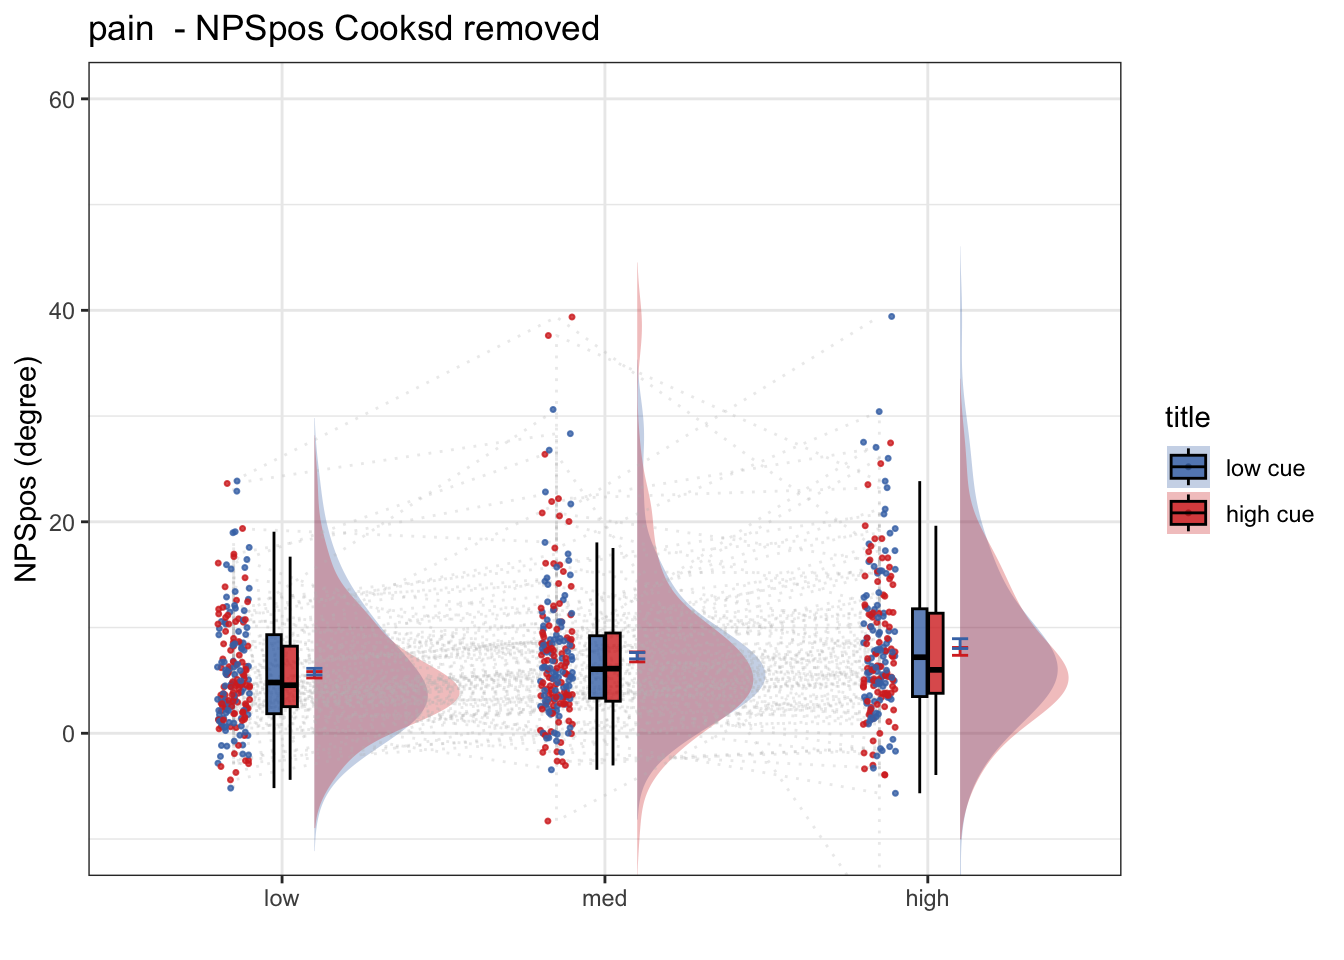 pain  - NPSpos Cooksd removed
60
40
20
0
NPSpos (degree)
low
med
high
title
low cue
high cue